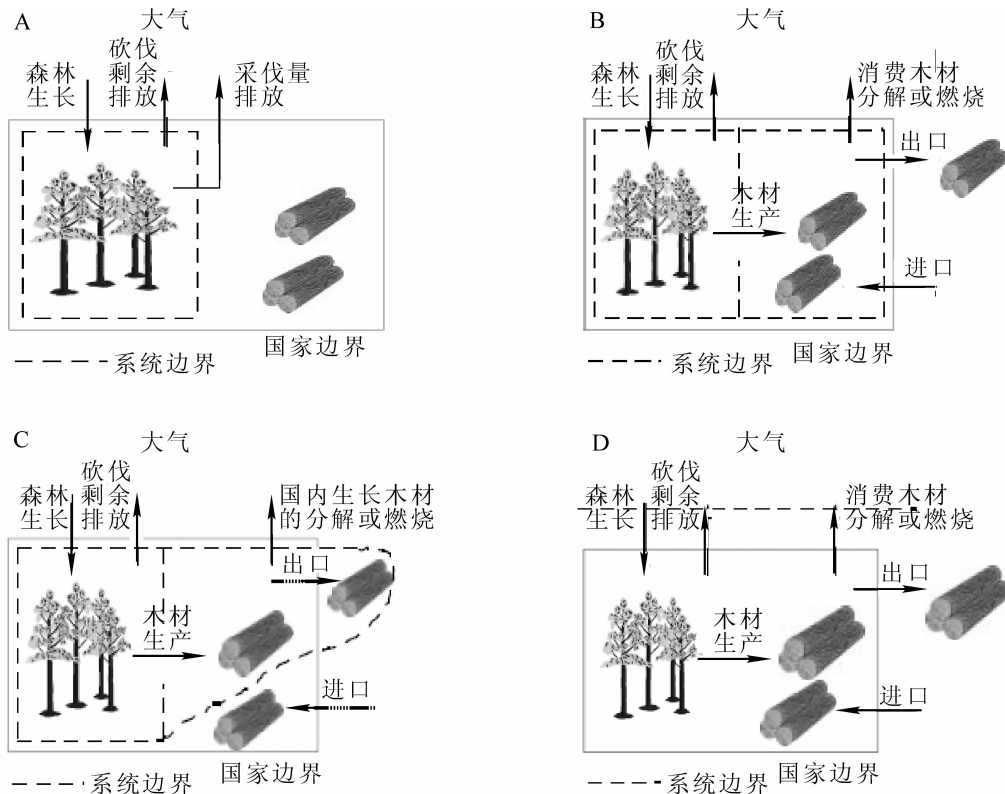 A
大气
森林
生长
砍伐
剩余
排放
采伐量
排放
国家边界
系统边界
B
大气
森林
生长
砍伐
剩余
排放
消费木材
分解或燃烧
出口
木材
生产
进口
国家边界
系统边界
C
大气
森林
生长
砍伐
剩余
排放
国内生长木材
的分解或燃烧
出口
木材
生产
进口
国家边界
系统边界
D
大气
森林
生长
砍伐
剩余
排放
消费木材
分解或燃烧
出口
木材
生产
进口
国家边界
系统边界